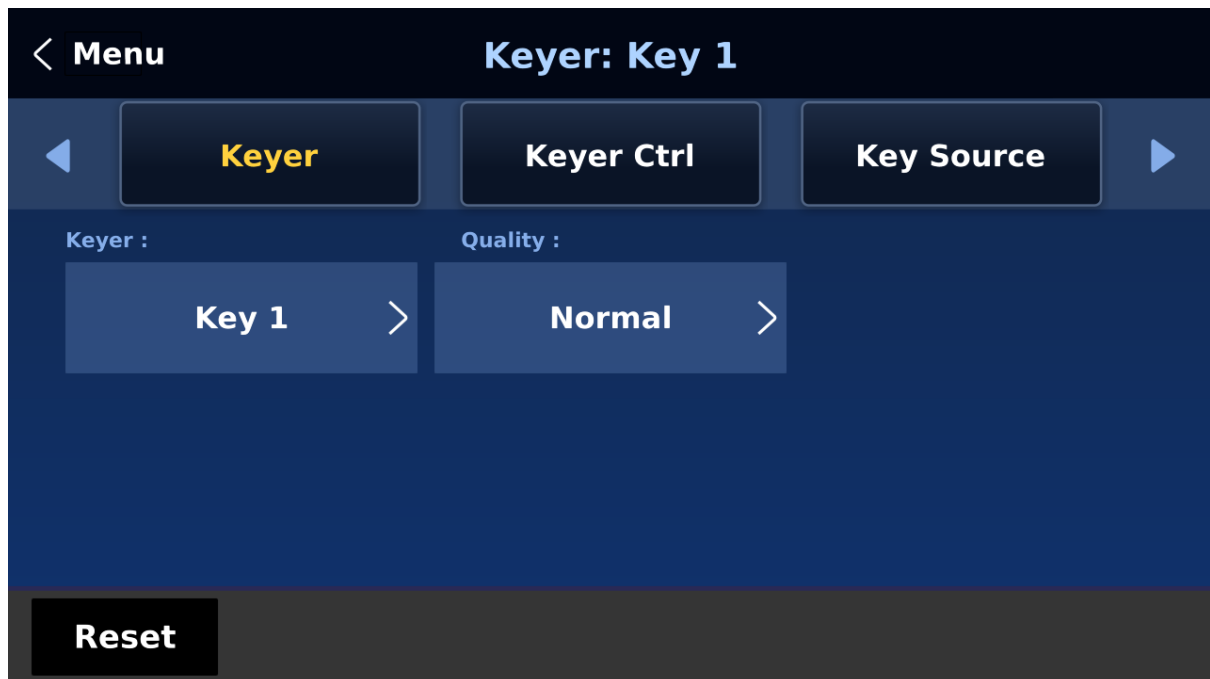 Menu
Keyer: Key 1
Keyer
Keyer Ctrl
Key Source
Keyer :
Quality :
Key 1
Normal
Reset